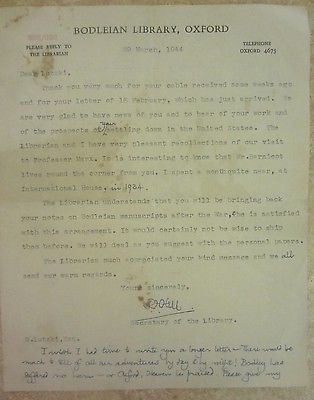 BODLEIAN LIBRARY, OXFORD
PLEASE REPLY TO
THE LIBRARIAN
TELEPHONE
OXFORD 4675
29 March, 1944
Dear Lutzki,
Thank you very much for your cable received some weeks ago
and for your letter of 18 February, which has just arrived. We
are very glad to have news of you and to hear of your work and
of the prospects of your settling down in the United States. The
Librarian and I have very pleasant recollections of our visit
to Professor Marx. It is interesting to know that Mr. Bernicot
lives round the corner from you. I spent a month quite near, at
International House, in 1934.
The Librarian understands that you will be bringing back
your notes on Bodleian manuscripts after the War, & he is satisfied
with this arrangement. It would certainly not be wise to ship
them before. We will deal as you suggest with the personal papers.
The Librarian much appreciated your kind message and we all
send our warm regards.
Yours sincerely,
Secretary of the Library.
M.Lutzki, Esq.
I wish I had time to write you a longer letter. There would be
much to tell of all our adventures by day & by night! Bodley has
suffered no harm – or Oxford, Heaven be praised. Please give my